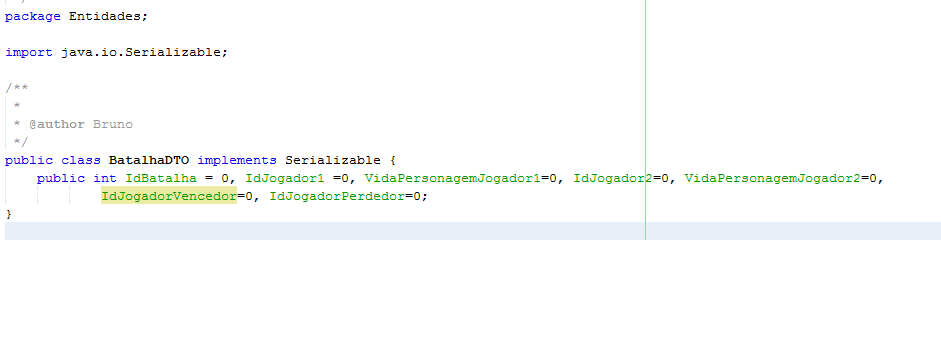 package Entidades;
import java.io.Serializable;
/**
*
* @author Bruno
*/
public class BatalhaDTO implements Serializable {
public int IdBatalha = 0, IdJogador1 =0, VidaPersonagemJogador1=0, IdJogador2=0, VidaPersonagemJogador2=0,
IdJogadorVencedor=0, IdJogadorPerdedor=0;
}